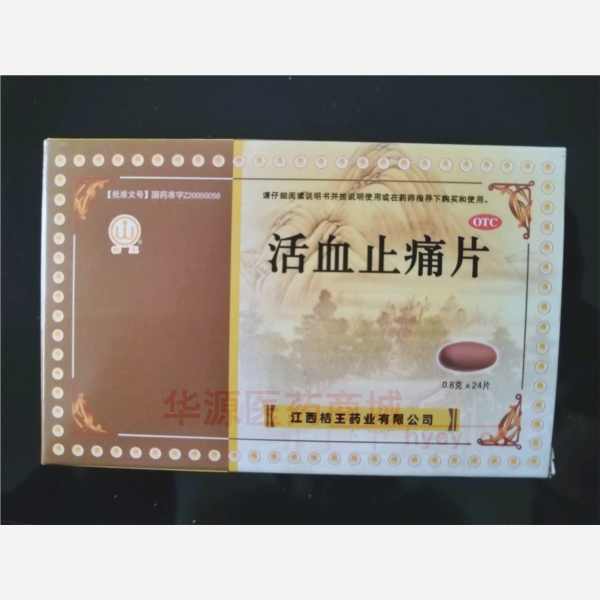 【批准文号】国药准字Z20050056
请仔细阅读说明书并按说明使用或在药师指导下购买和使用。
OTC
活血止痛片
0.8克×24片
华源医药商城
江西桔王药业有限公司